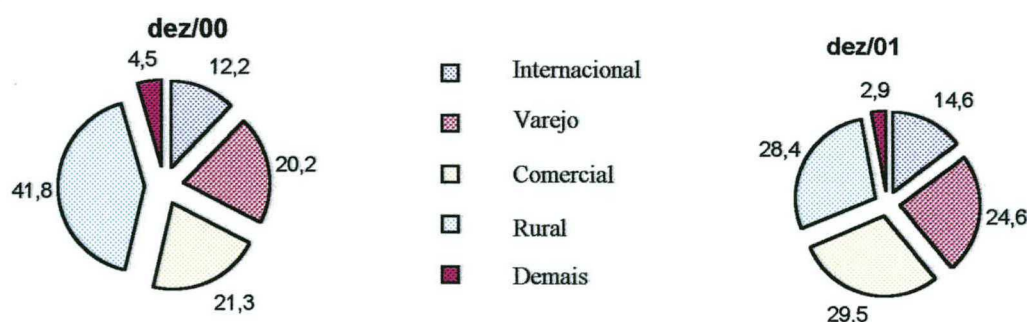 dez/00
4,5
12,2
20,2
41,8
21,3
Internacional
Varejo
Comercial
Rural
Demais
dez/01
2,9
14,6
28,4
24,6
29,5